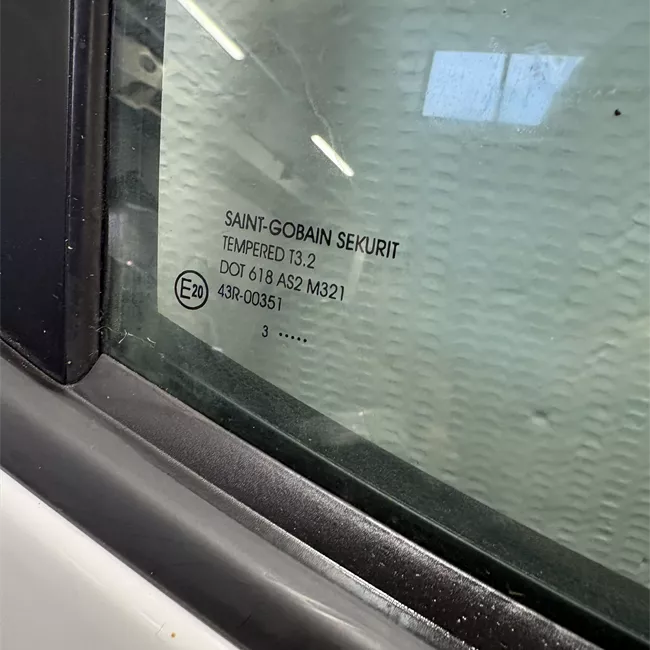 SAINT-GOBAIN SEKURIT
TEMPERED T3.2
DOT 618 AS2 M321
E20 43R-00351
3 •••••